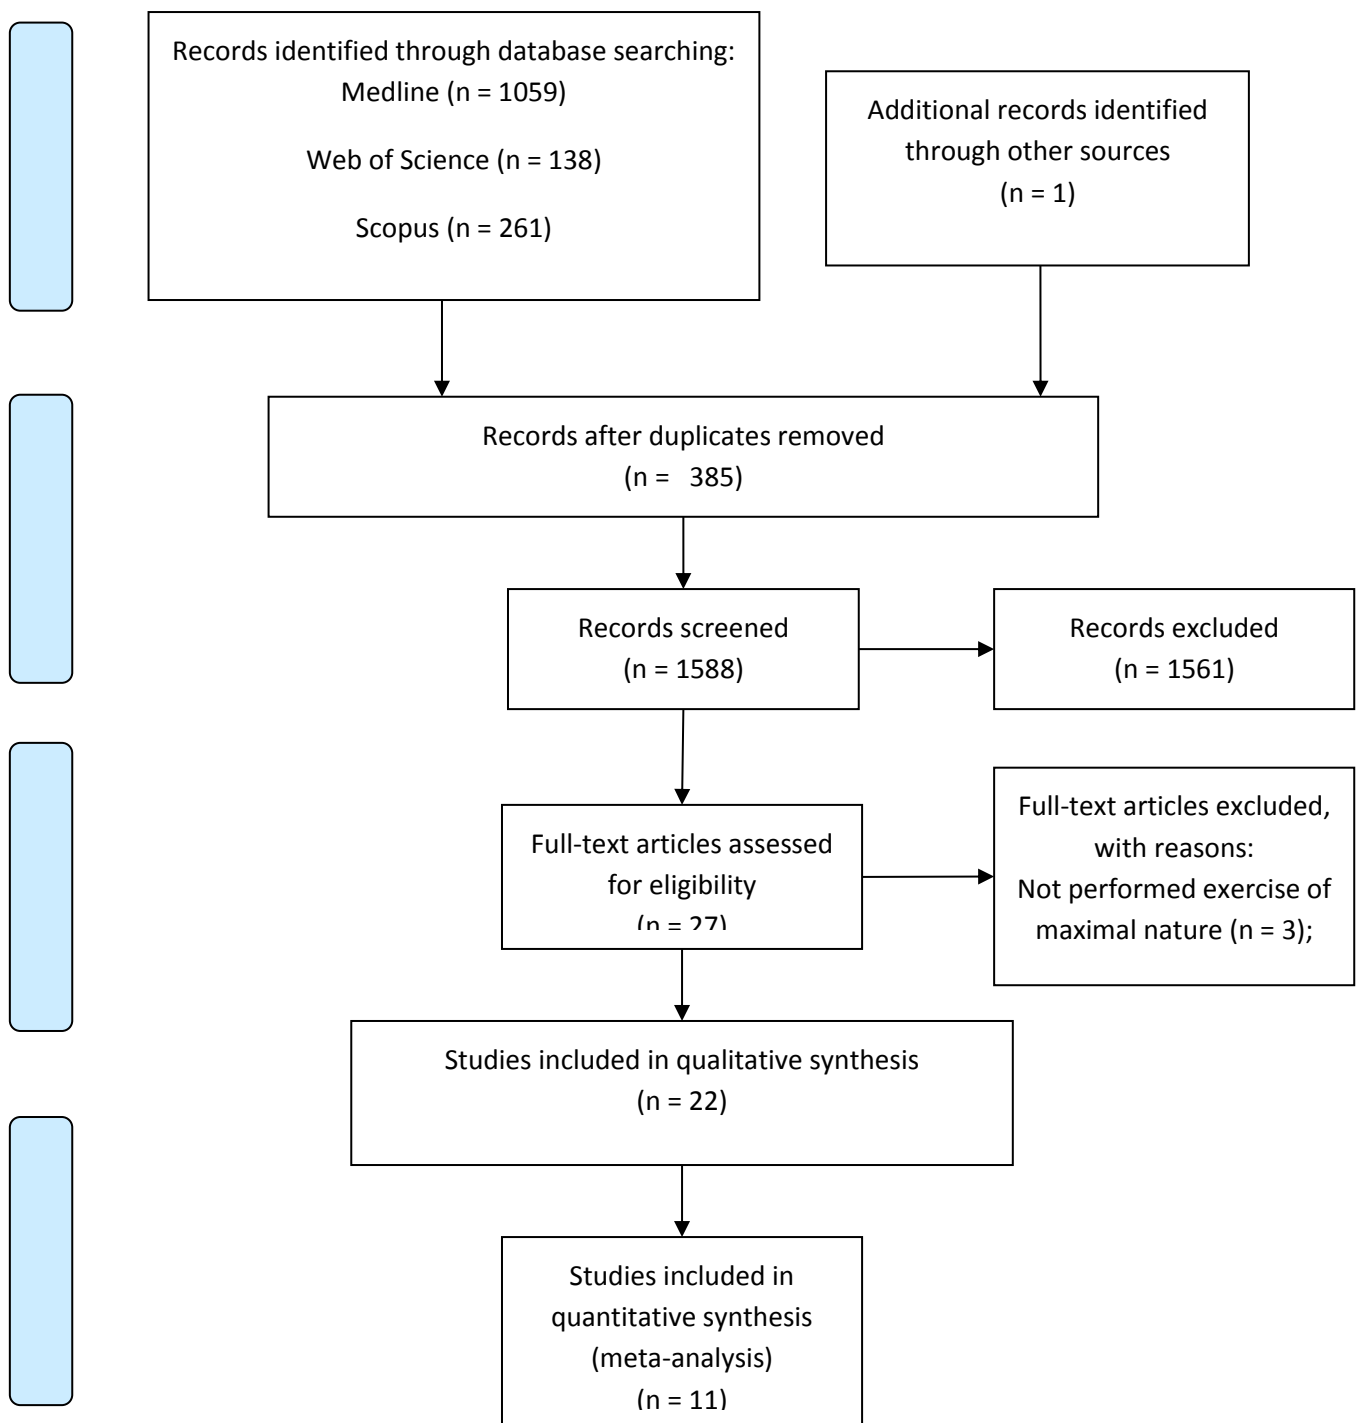 Records identified through database searching:
Medline (n = 1059)
Web of Science (n = 138)
Scopus (n = 261)
Additional records identified
through other sources
(n = 1)
Records after duplicates removed
(n = 385)
Records screened
(n = 1588)
Records excluded
(n = 1561)
Full-text articles assessed
for eligibility
(n = 27)
Full-text articles excluded,
with reasons:
Not performed exercise of
maximal nature (n = 3);
Studies included in qualitative synthesis
(n = 22)
Studies included in
quantitative synthesis
(meta-analysis)
(n = 11)